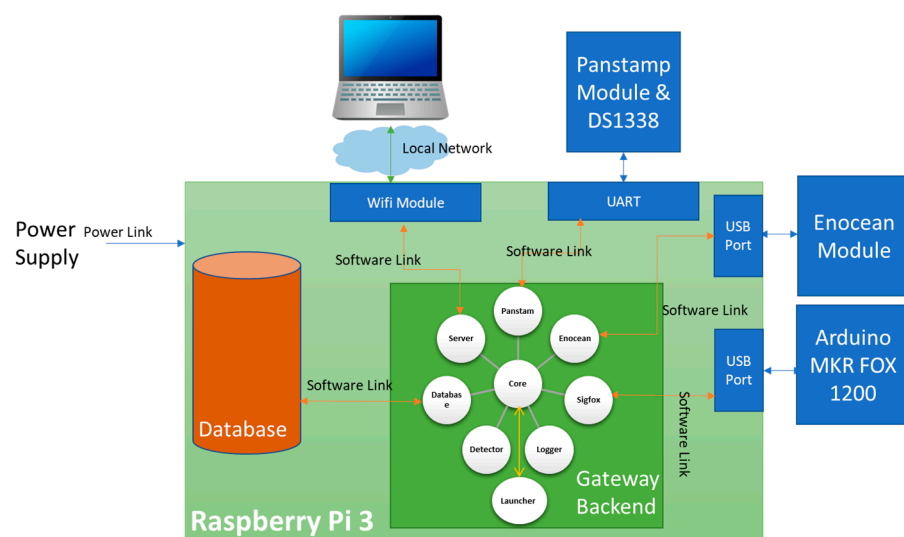 Panstamp
Module &
DS1338
Local Network
Wifi Module
UART
USB
Port
Enocean
Module
Power
Supply
Power Link
Software Link
Software Link
Panstam
Server
Enocean
Software Link
Core
Arduino
MKR FOX
1200
USB
Port
Software Link
Databas
e
Sigfox
Software Link
Database
Detector
Logger
Launcher
Gateway
Backend
Raspberry Pi 3